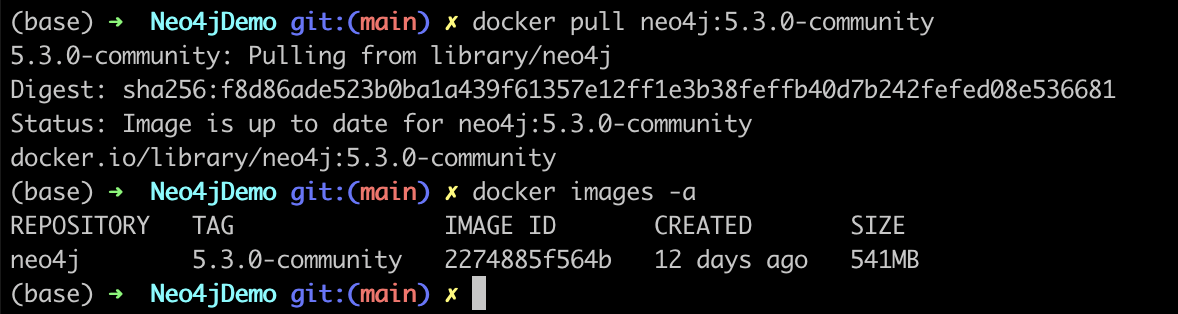 (base) ➜  Neo4jDemo git:(main) ✗ docker pull neo4j:5.3.0-community
5.3.0-community: Pulling from library/neo4j
Digest: sha256:f8d86ade523b0ba1a439f61357e12ff1e3b38feffb40d7b242fefed08e536681
Status: Image is up to date for neo4j:5.3.0-community
docker.io/library/neo4j:5.3.0-community
(base) ➜  Neo4jDemo git:(main) ✗ docker images -a
REPOSITORY   TAG               IMAGE ID       CREATED       SIZE
neo4j        5.3.0-community   2274885f564b   12 days ago   541MB
(base) ➜  Neo4jDemo git:(main) ✗